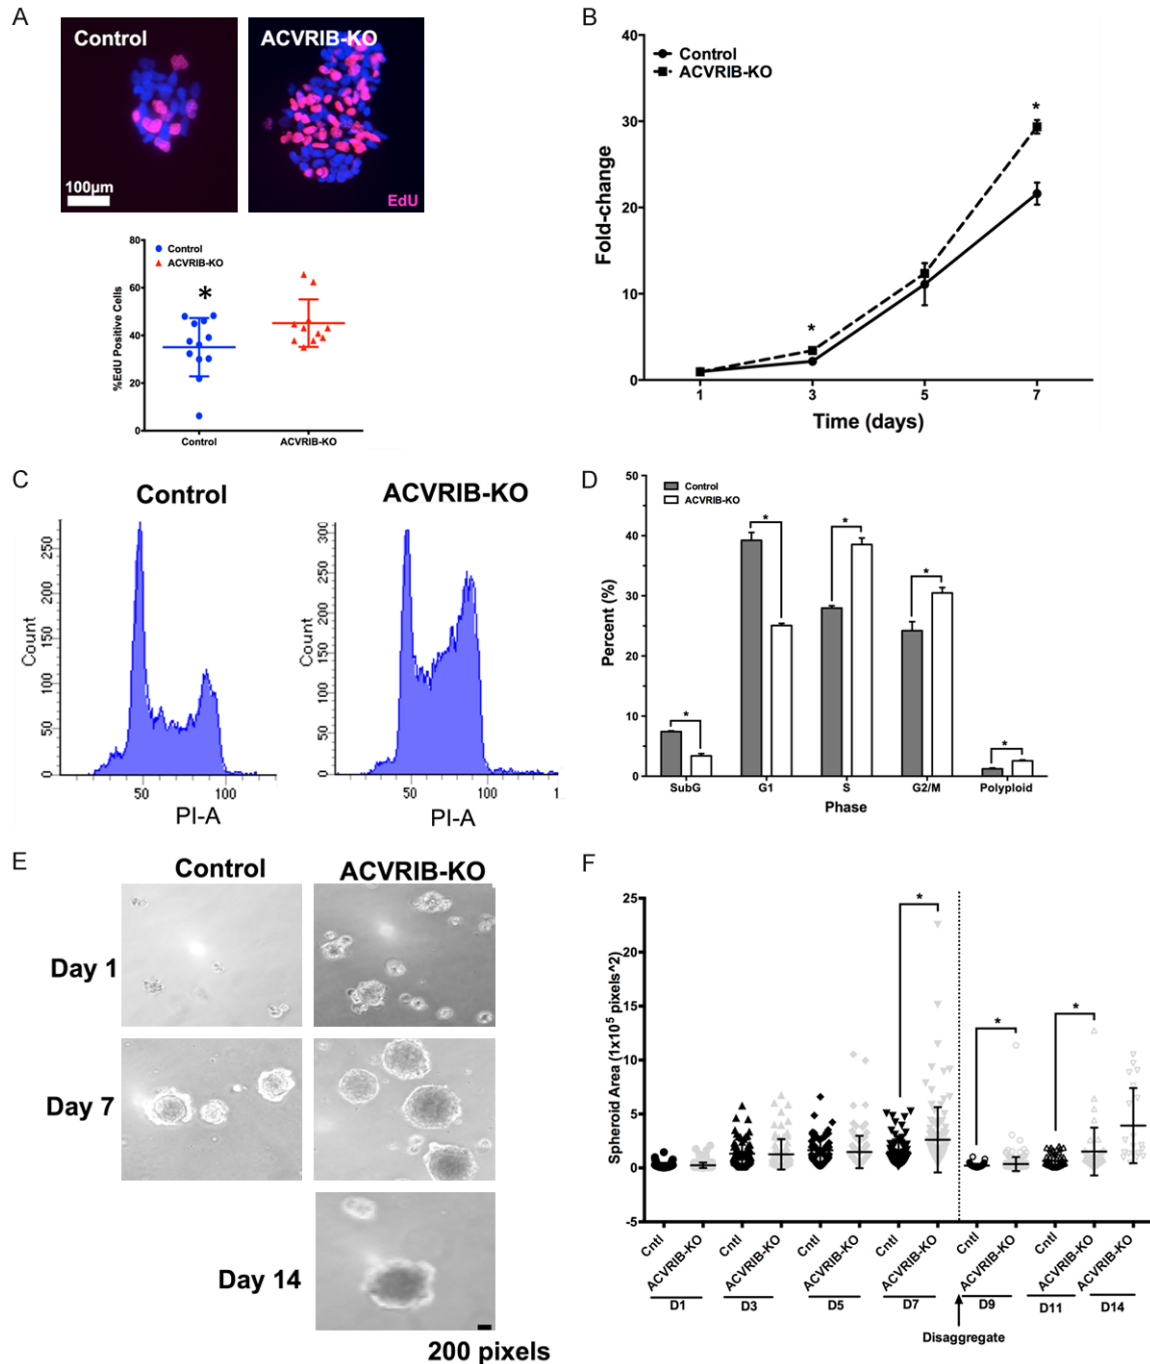 A
Control
ACVRIB-KO
100µm
EdU
80
60
40
20
0
%EdU Positive Cells
Control
ACVRIB-KO
*
Control
ACVRIB-KO
B
40
30
20
10
0
Fold-change
Control
ACVRIB-KO
*
*
1 3 5 7
Time (days)
C
Control
ACVRIB-KO
250
200
150
100
50
0
Count
50 100
PI-A
300
250
200
150
100
50
0
Count
50 100 1
PI-A
D
50
40
30
20
10
0
Percent (%)
Control
ACVRIB-KO
* * * * *
SubG G1 S G2/M Polyploid
Phase
E
Control ACVRIB-KO
Day 1
Day 7
Day 14
200 pixels
F
25
20
15
10
5
0
-5
Spheroid Area (1x10^5 pixels^2)
* * *
Cntl ACVRIB-KO Cntl ACVRIB-KO Cntl ACVRIB-KO Cntl ACVRIB-KO Cntl ACVRIB-KO Cntl ACVRIB-KO ACVRIB-KO
D1 D3 D5 D7 D9 D11 D14
Disaggregate